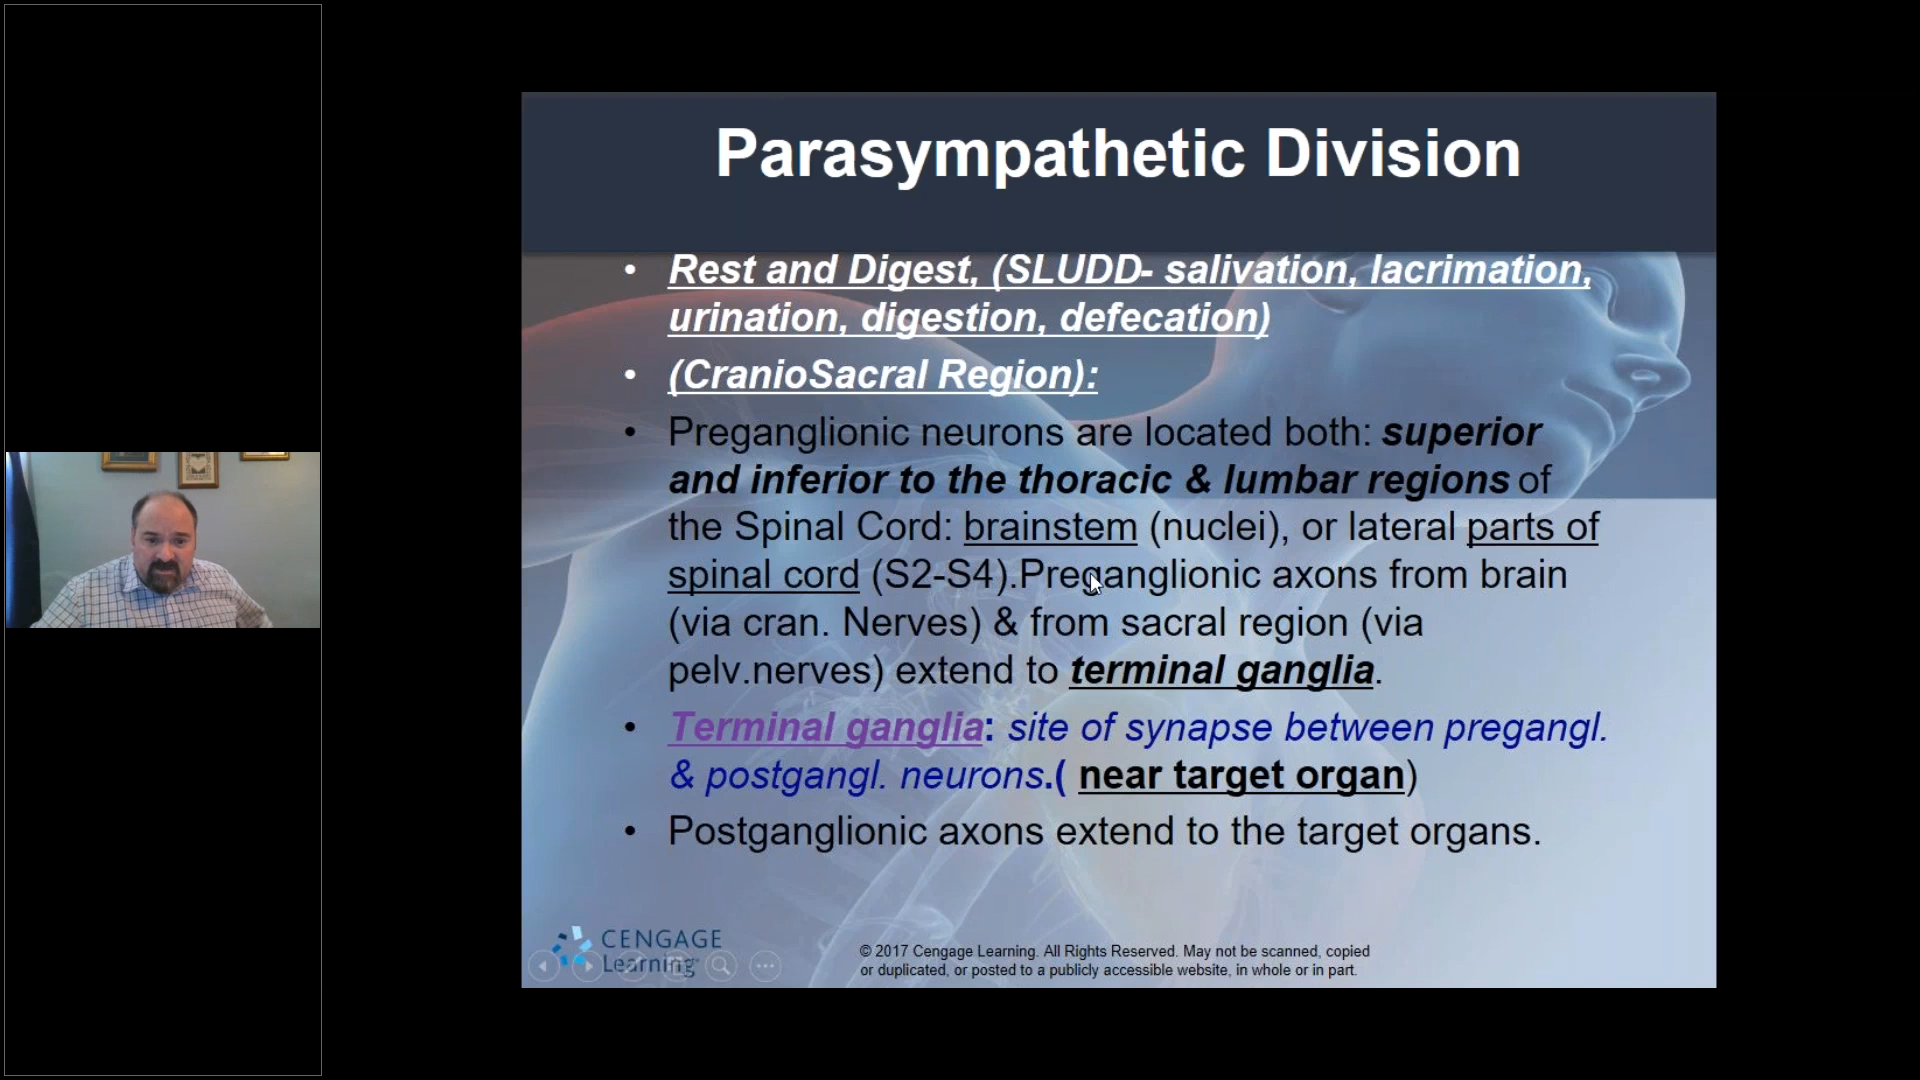 Parasympathetic Division
• Rest and Digest, (SLUDD- salivation, lacrimation,
urination, digestion, defecation)
• (CranioSacral Region):
• Preganglionic neurons are located both: superior
and inferior to the thoracic & lumbar regions of
the Spinal Cord: brainstem (nuclei), or lateral parts of
spinal cord (S2-S4).Preganglionic axons from brain
(via cran. Nerves) & from sacral region (via
pelv.nerves) extend to terminal ganglia.
• Terminal ganglia: site of synapse between pregangl.
& postgangl. neurons.( near target organ)
• Postganglionic axons extend to the target organs.
CENGAGE
Learning
© 2017 Cengage Learning. All Rights Reserved. May not be scanned, copied
or duplicated, or posted to a publicly accessible website, in whole or in part.